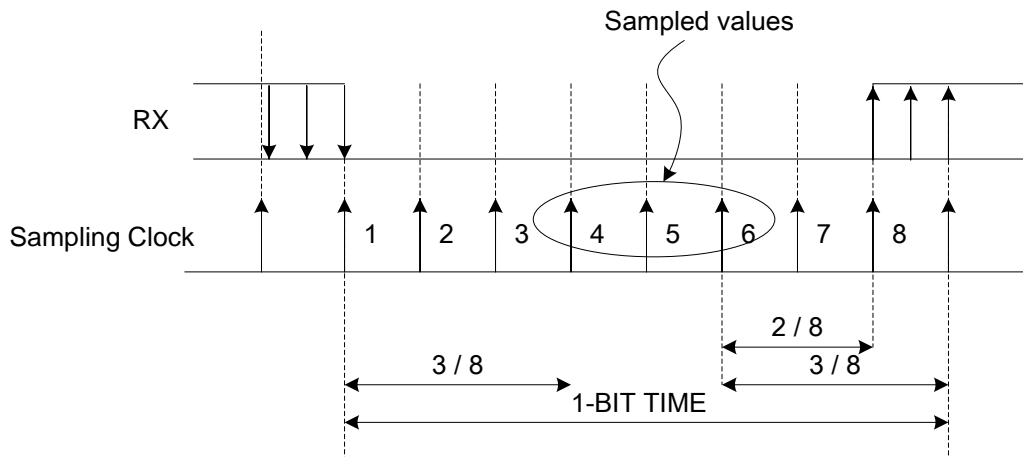 Sampled values
RX
Sampling Clock
1 2 3 4 5 6 7 8
2 / 8
3 / 8 3 / 8
1-BIT TIME